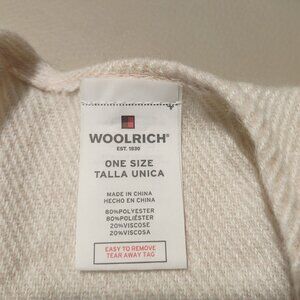 WOOLRICH®
EST. 1830
ONE SIZE
TALLA UNICA
MADE IN CHINA
HECHO EN CHINA
80%POLYESTER
80%POLIÉSTER
20%VISCOSE
20%VISCOSA
EASY TO REMOVE
TEAR AWAY TAG